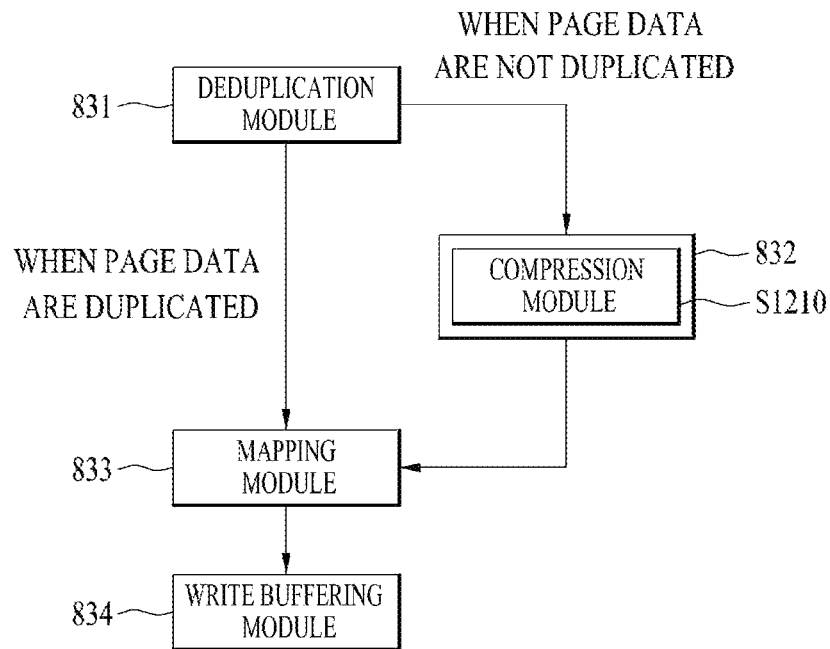 WHEN PAGE DATA
ARE NOT DUPLICATED
831
DEDUPLICATION
MODULE
WHEN PAGE DATA
ARE DUPLICATED
COMPRESSION
MODULE
832
S1210
833
MAPPING
MODULE
834
WRITE BUFFERING
MODULE